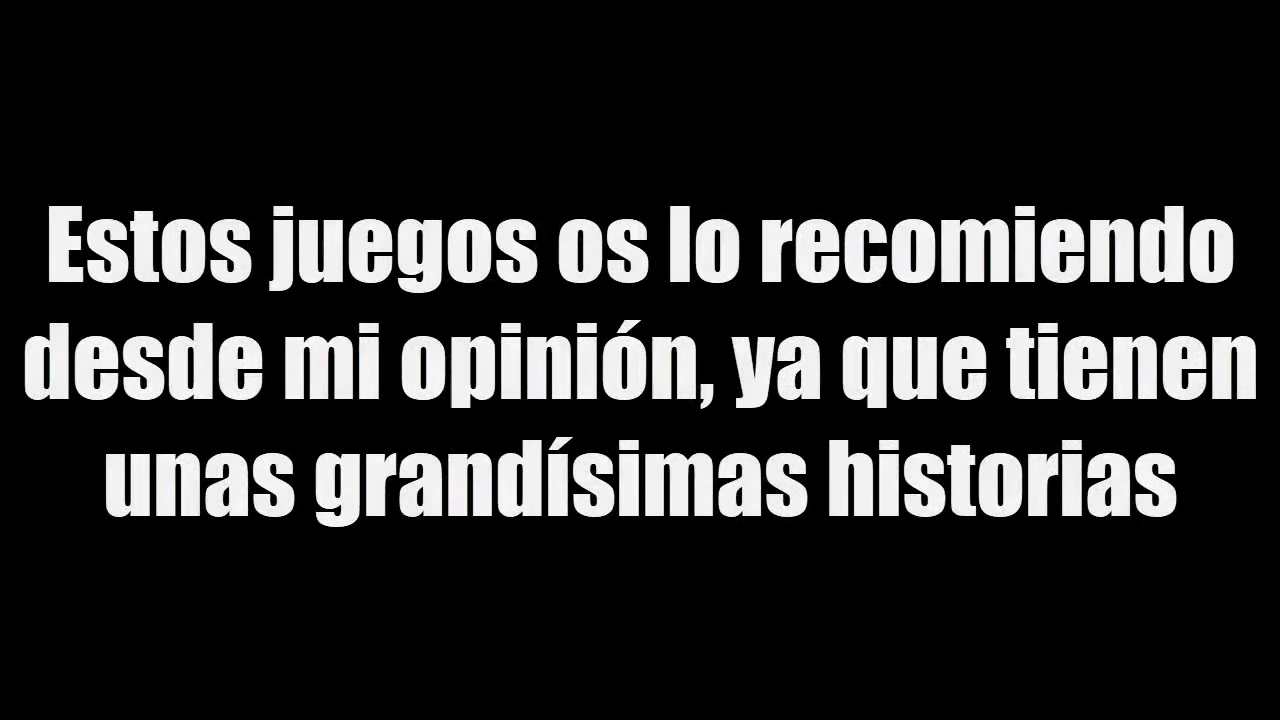 Estos juegos os lo recomiendo
desde mi opinión, ya que tienen
unas grandísimas historias